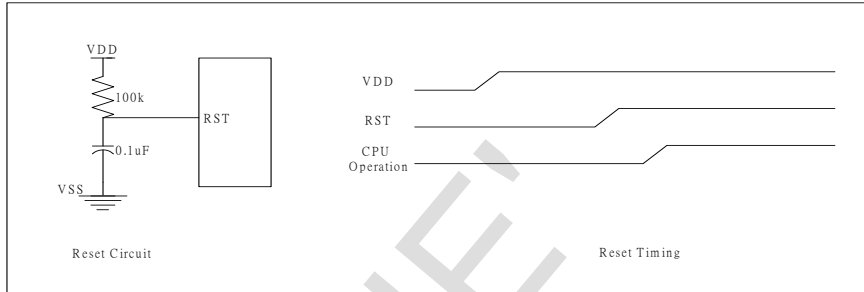 VDD
100k
RST
0.1uF
VSS
Reset Circuit
VDD
RST
CPU
Operation
Reset Timing